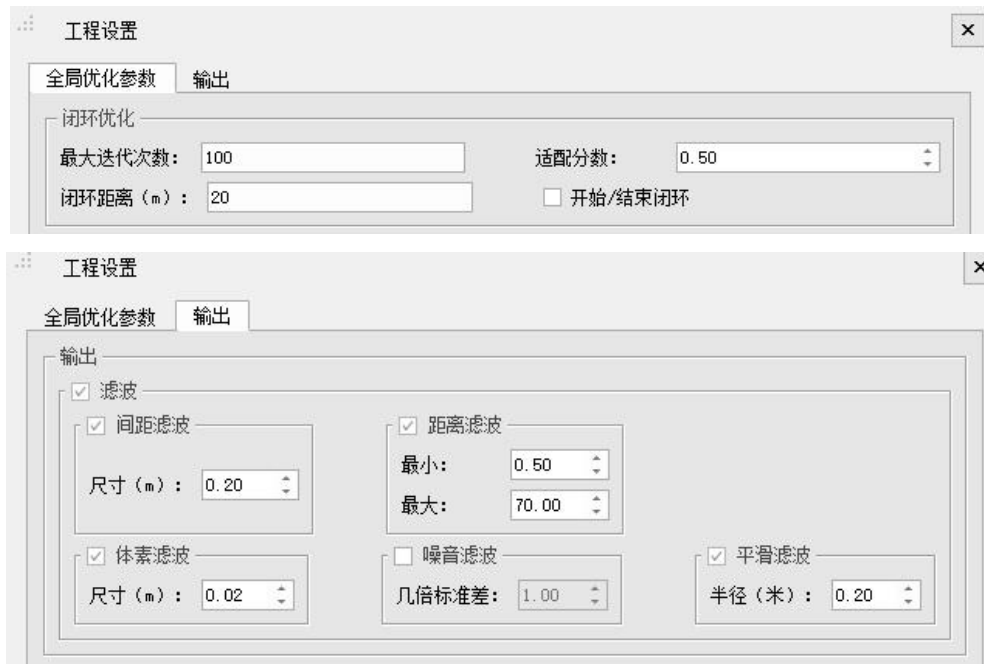 工程设置
全局优化参数 输出
闭环优化
最大迭代次数: 100 适配分数: 0.50
闭环距离(m): 20 开始/结束闭环
工程设置
全局优化参数 输出
输出
滤波
间距滤波 距离滤波
最小: 0.50
尺寸(m): 0.20
最大: 70.00
体素滤波 噪音滤波 平滑滤波
尺寸(m): 0.02 几倍标准差: 1.00 半径(米): 0.20